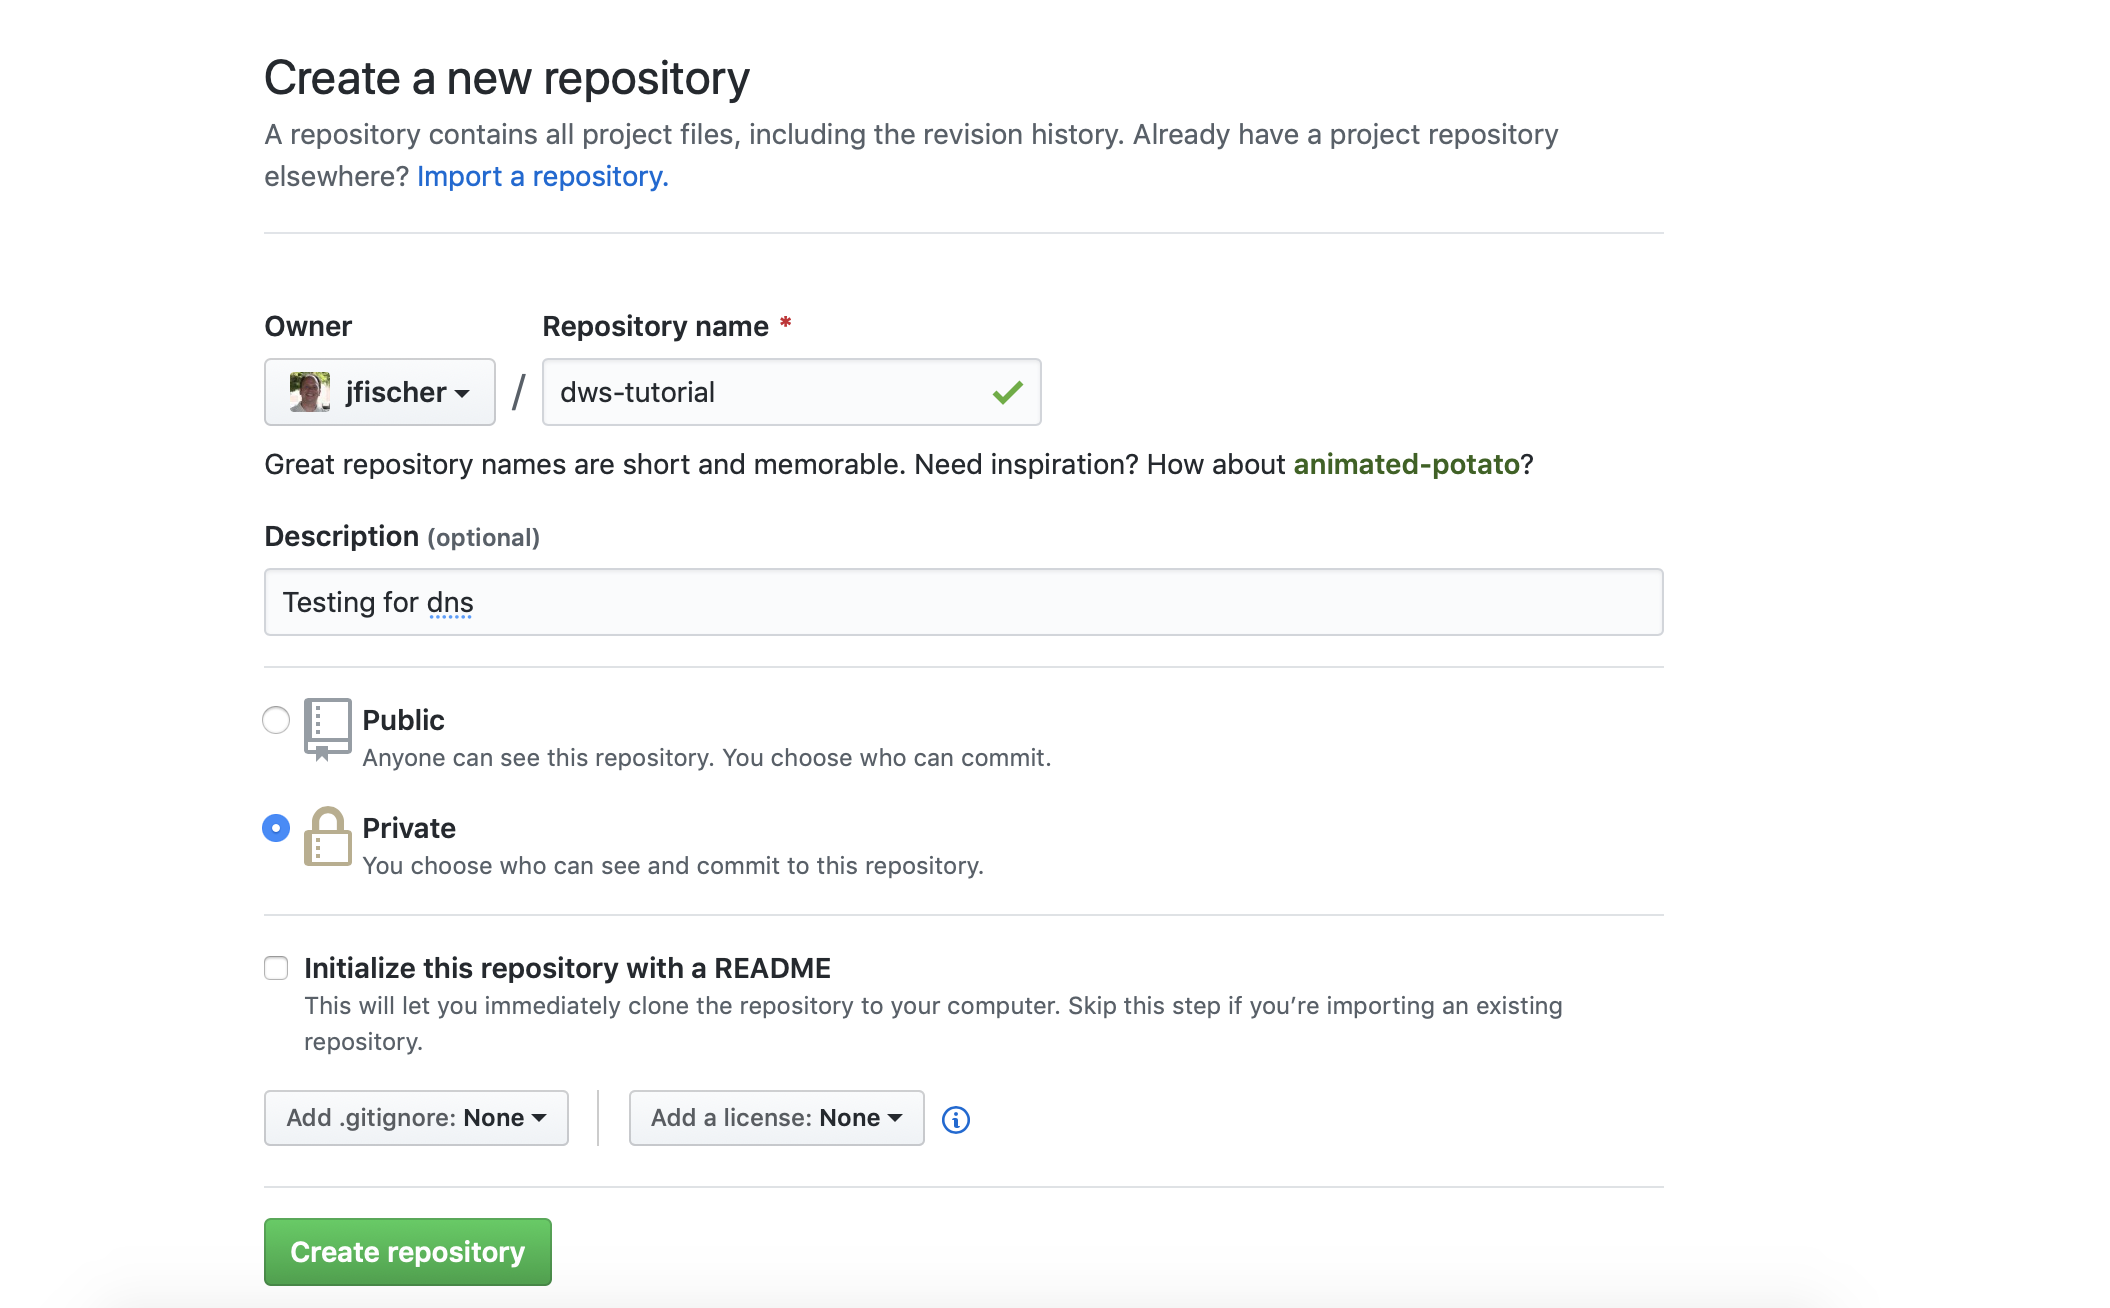 Create a new repository
A repository contains all project files, including the revision history. Already have a project repository
elsewhere? Import a repository.
Owner
Repository name *
jfischer / dws-tutorial
Great repository names are short and memorable. Need inspiration? How about animated-potato?
Description (optional)
Testing for dns
Public
Anyone can see this repository. You choose who can commit.
Private
You choose who can see and commit to this repository.
Initialize this repository with a README
This will let you immediately clone the repository to your computer. Skip this step if you’re importing an existing
repository.
Add .gitignore: None
Add a license: None
Create repository